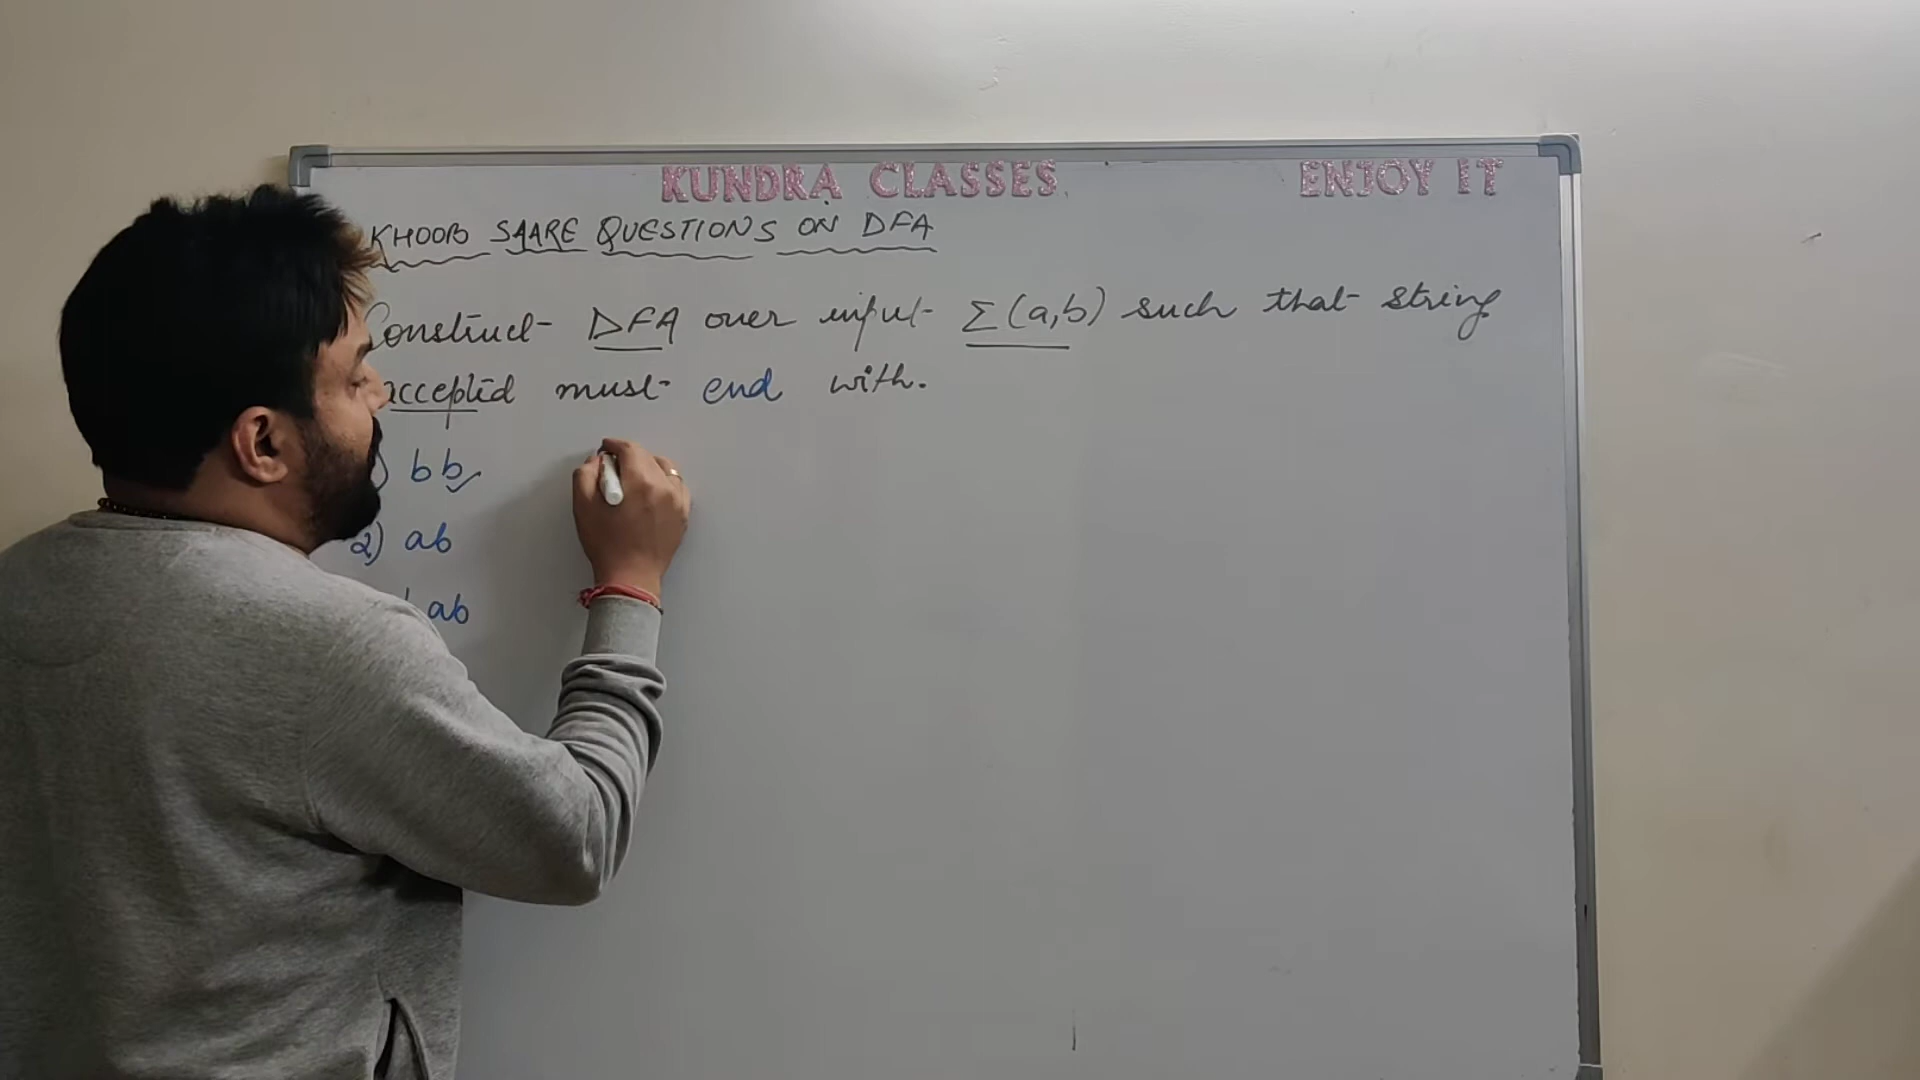 KUNDRA CLASSES ENJOY IT
KHOOB SAARE QUESTIONS ON DFA
Construct DFA over input Σ(a,b) such that string
accepted must end with.
) bb
2) ab
ab